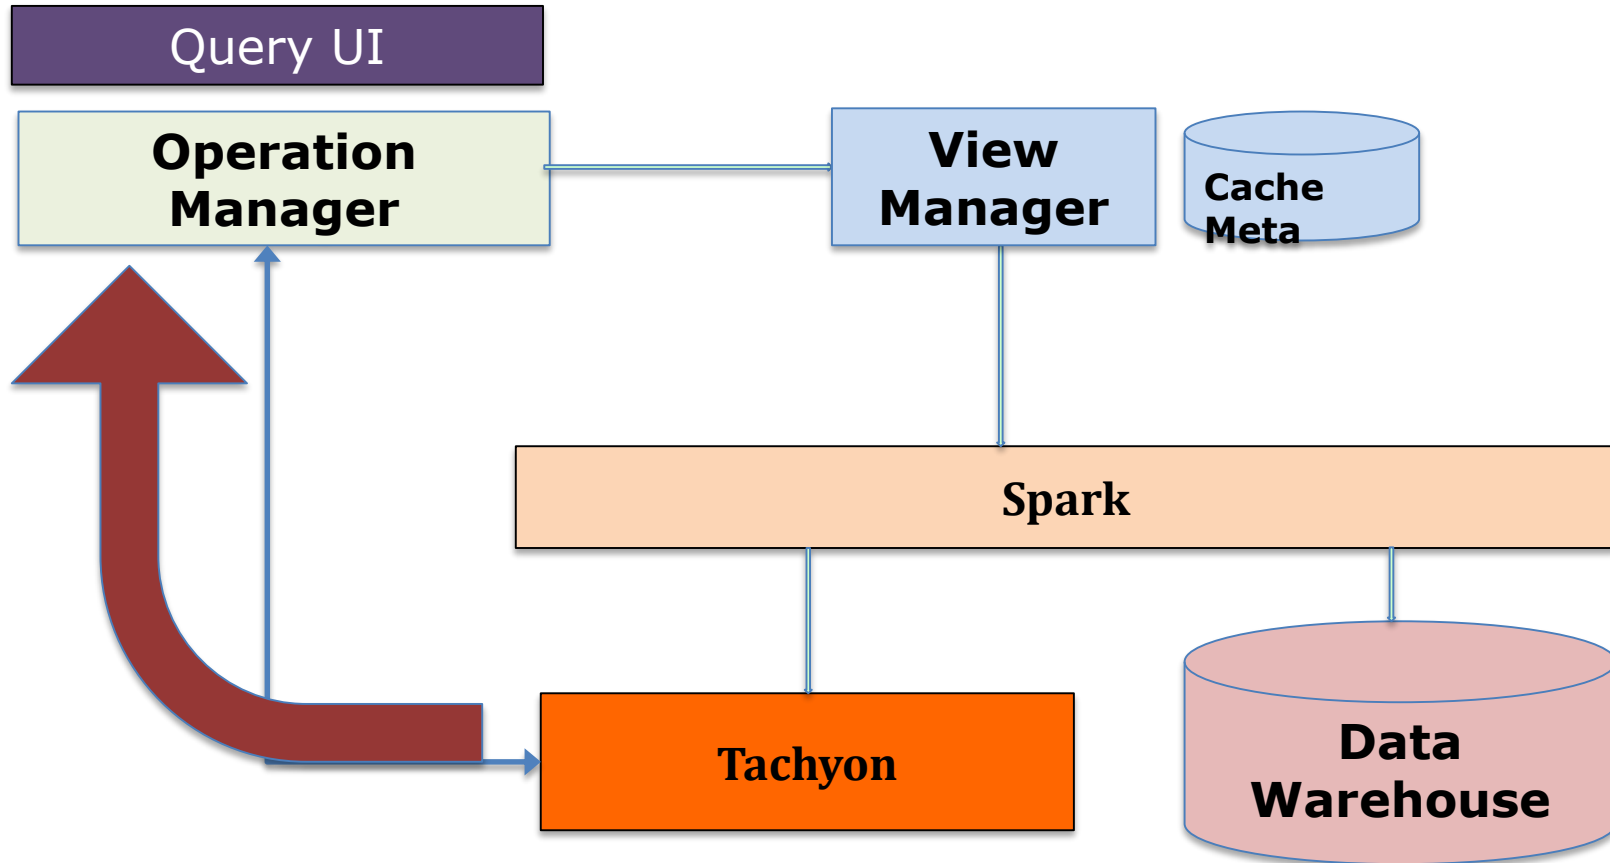 Query UI
Operation
Manager
View
Manager
Cache
Meta
Spark
Tachyon
Data
Warehouse